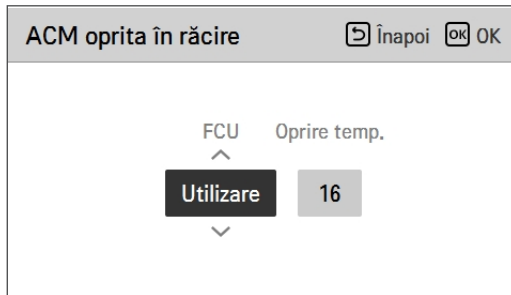 ACM oprita în răcire Înapoi OK OK
FCU Oprire temp.
Utilizare 16